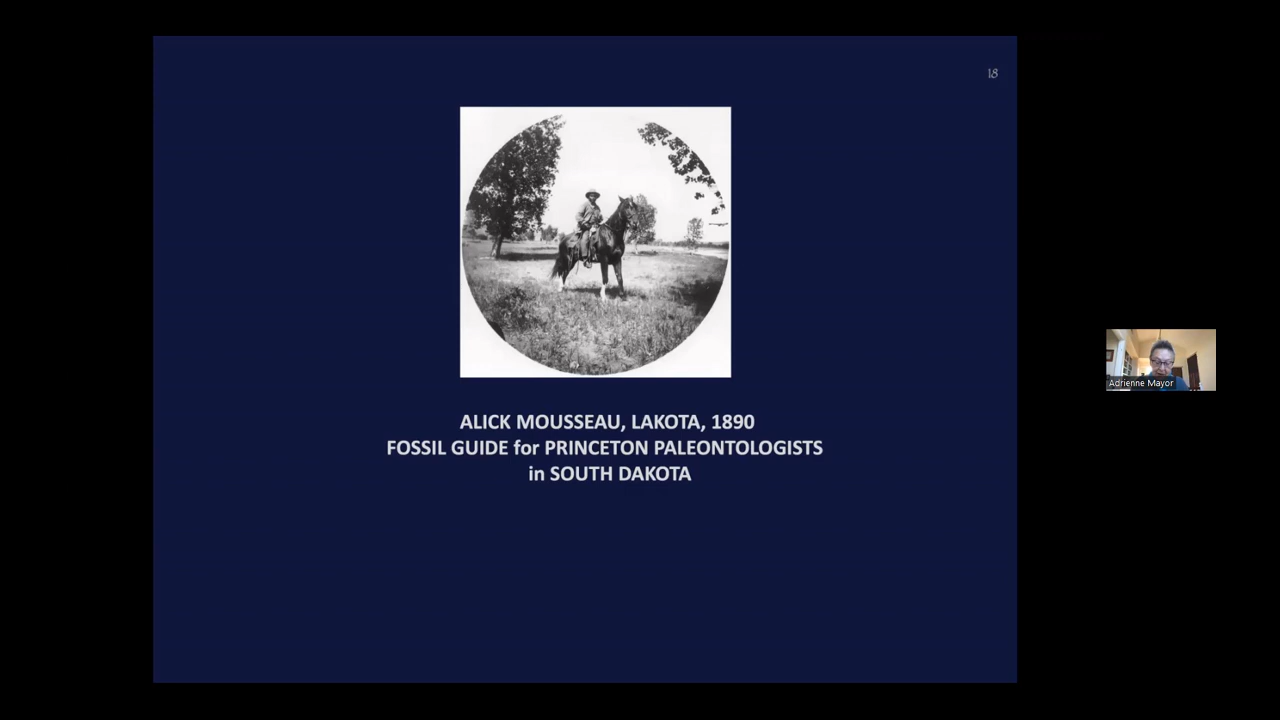 18
ALICK MOUSSEAU, LAKOTA, 1890
FOSSIL GUIDE for PRINCETON PALEONTOLOGISTS
in SOUTH DAKOTA
Adrienne Mayor